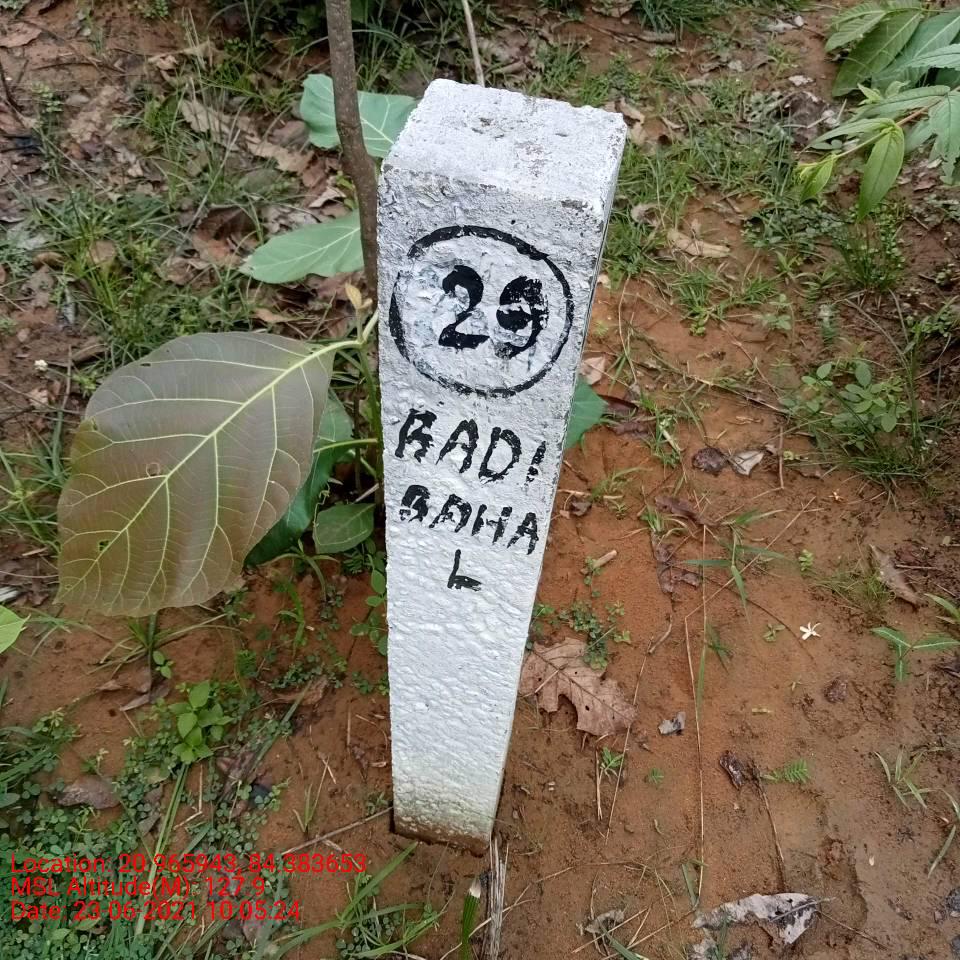 29
RADI
BAHA
L
Location: 20.965943, 84.383653
MSL Altitude(M): 127.9
Date: 23-06-2021 10:05:24